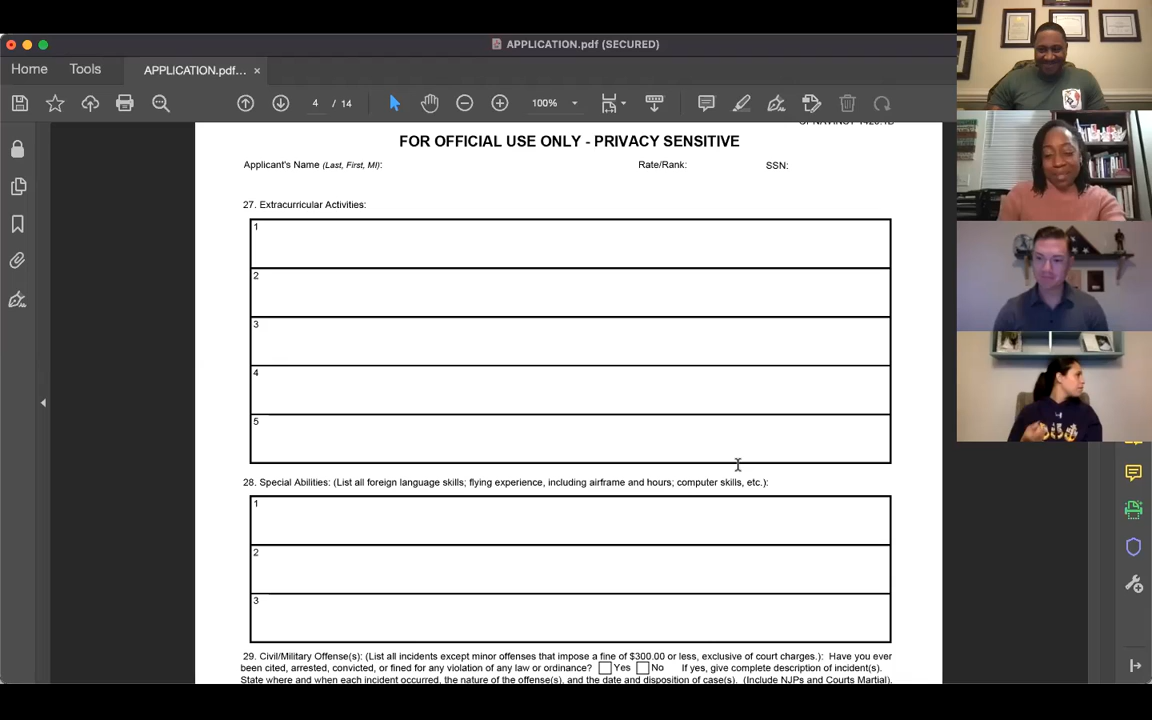 APPLICATION.pdf (SECURED)
Home Tools APPLICATION.pdf... ×
4 / 14 100%
FOR OFFICIAL USE ONLY - PRIVACY SENSITIVE
Applicant's Name (Last, First, MI): Rate/Rank: SSN:
27. Extracurricular Activities:
1
2
3
4
5
28. Special Abilities: (List all foreign language skills; flying experience, including airframe and hours; computer skills, etc.):
1
2
3
29. Civil/Military Offense(s): (List all incidents except minor offenses that impose a fine of $300.00 or less, exclusive of court charges.): Have you ever
been cited, arrested, convicted, or fined for any violation of any law or ordinance? Yes No If yes, give complete description of incident(s).
State where and when each incident occurred, the nature of the offense(s), and the date and disposition of case(s). (Include NJPs and Courts Martial).